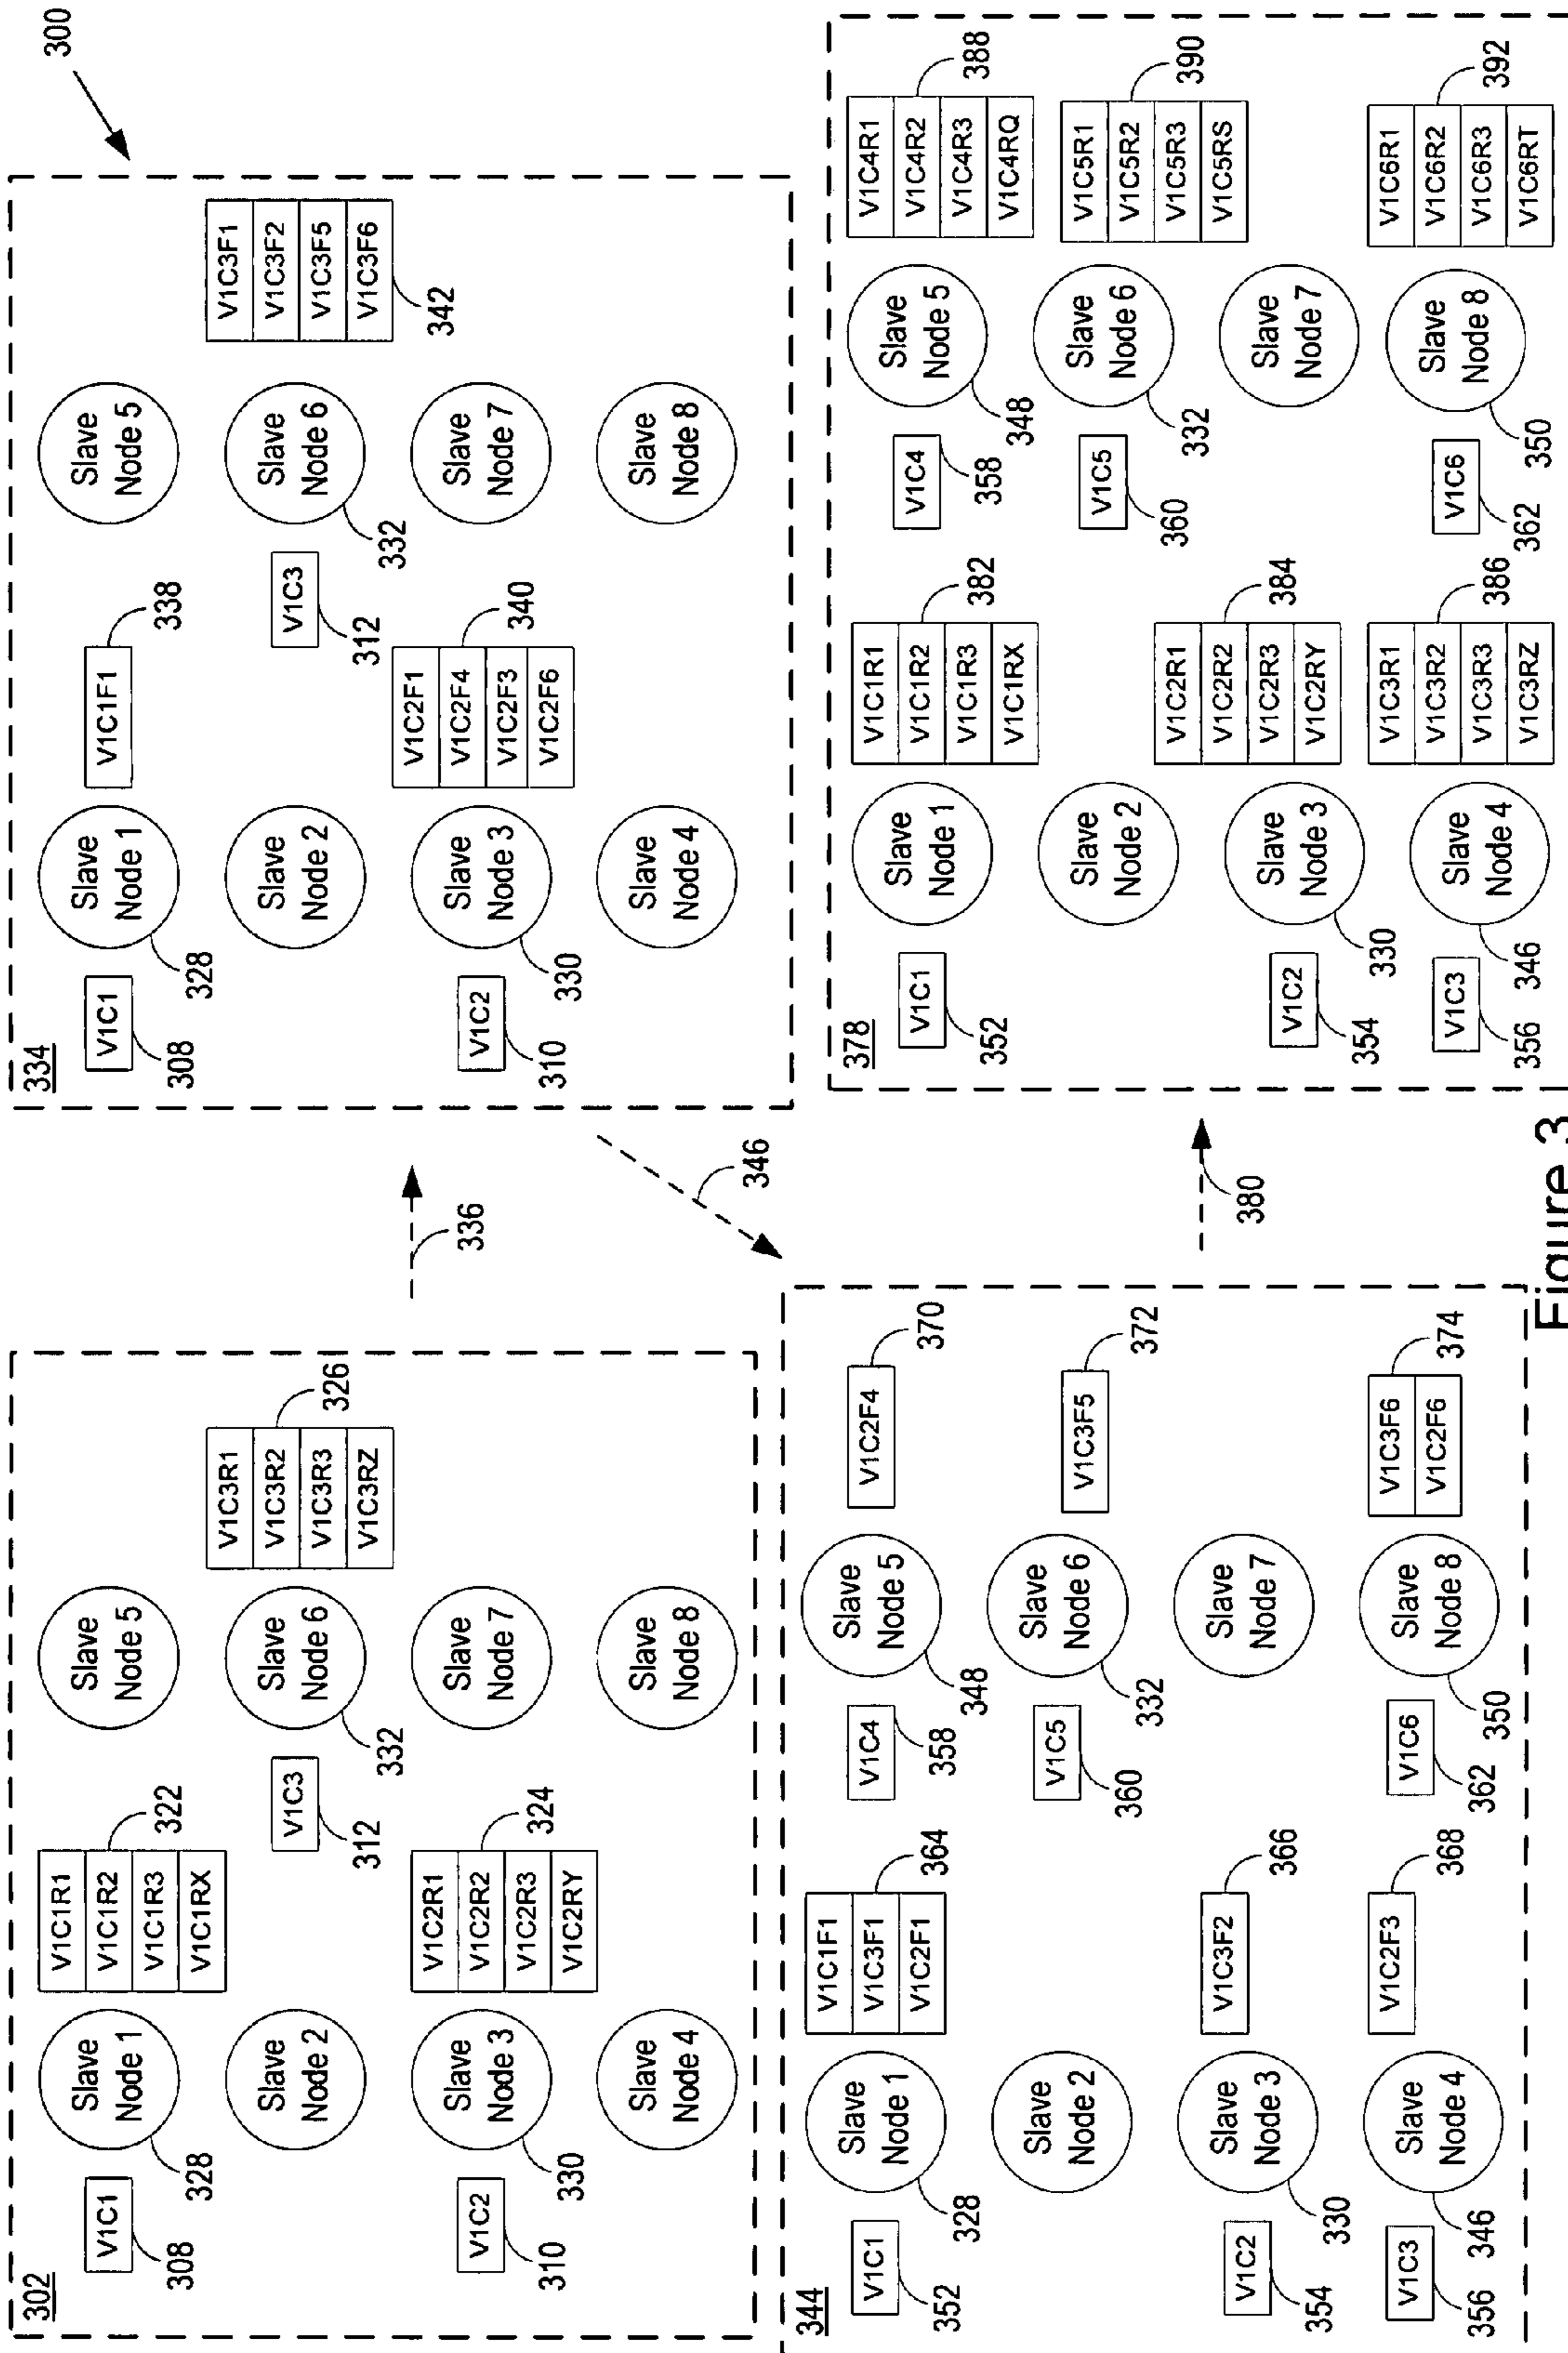 300
302
V1C1
308
Slave
Node 1
328
V1C1R1
V1C1R2
V1C1R3
V1C1RX
322
Slave
Node 5
Slave
Node 2
V1C3
312
Slave
Node 6
332
V1C3R1
V1C3R2
V1C3R3
V1C3RZ
326
V1C2
310
Slave
Node 3
330
V1C2R1
V1C2R2
V1C2R3
V1C2RY
324
Slave
Node 7
Slave
Node 4
Slave
Node 8
336
334
V1C1
308
Slave
Node 1
328
V1C1F1
338
Slave
Node 5
Slave
Node 2
V1C3
312
Slave
Node 6
332
V1C3F1
V1C3F2
V1C3F5
V1C3F6
342
V1C2
310
Slave
Node 3
330
V1C2F1
V1C2F4
V1C2F3
V1C2F6
340
Slave
Node 7
Slave
Node 4
Slave
Node 8
346
344
V1C1
352
Slave
Node 1
328
V1C1F1
V1C3F1
V1C2F1
364
V1C4
358
Slave
Node 5
348
V1C2F4
370
Slave
Node 2
V1C5
360
Slave
Node 6
332
V1C3F5
372
V1C2
354
Slave
Node 3
330
V1C3F2
366
Slave
Node 7
V1C3
356
Slave
Node 4
346
V1C2F3
368
V1C6
362
Slave
Node 8
350
V1C3F6
V1C2F6
374
380
378
V1C1
352
Slave
Node 1
V1C1R1
V1C1R2
V1C1R3
V1C1RX
382
V1C4
358
Slave
Node 5
348
V1C4R1
V1C4R2
V1C4R3
V1C4RQ
388
Slave
Node 2
V1C5
360
Slave
Node 6
332
V1C5R1
V1C5R2
V1C5R3
V1C5RS
390
V1C2
354
Slave
Node 3
330
V1C2R1
V1C2R2
V1C2R3
V1C2RY
384
Slave
Node 7
V1C3
356
Slave
Node 4
346
V1C3R1
V1C3R2
V1C3R3
V1C3RZ
386
V1C6
362
Slave
Node 8
350
V1C6R1
V1C6R2
V1C6R3
V1C6RT
392
Figure 3